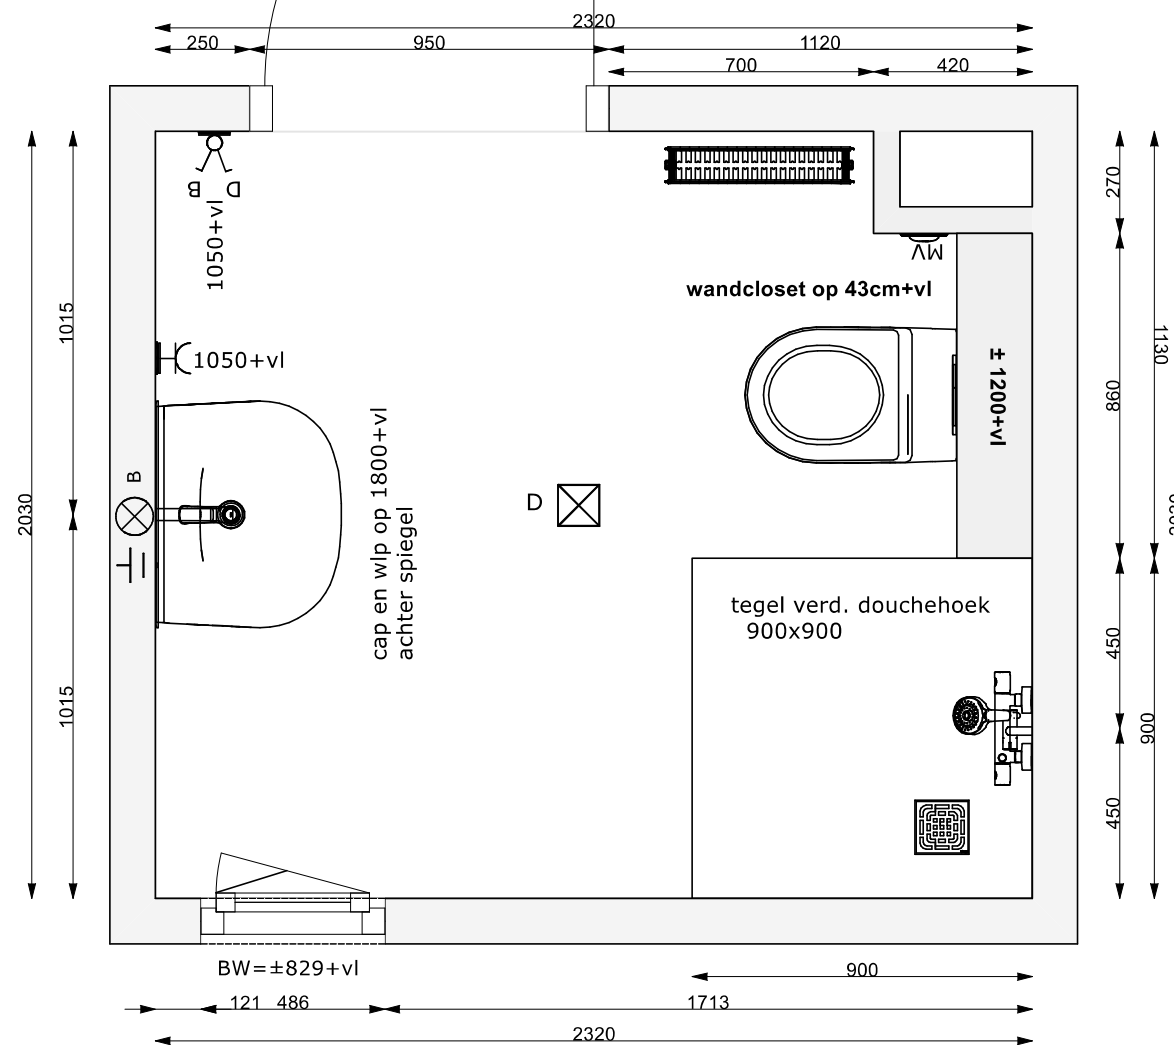 2320
250
950
1120
700
420
B
D
1050+vl
270
MV
wandcloset op 43cm+vl
1015
1050+vl
1130
860
± 1200+vl
cap en wlp op 1800+vl
achter spiegel
B
2030
D
tegel verd. douchehoek
900x900
450
1015
900
450
BW=±829+vl
900
121
486
1713
2320